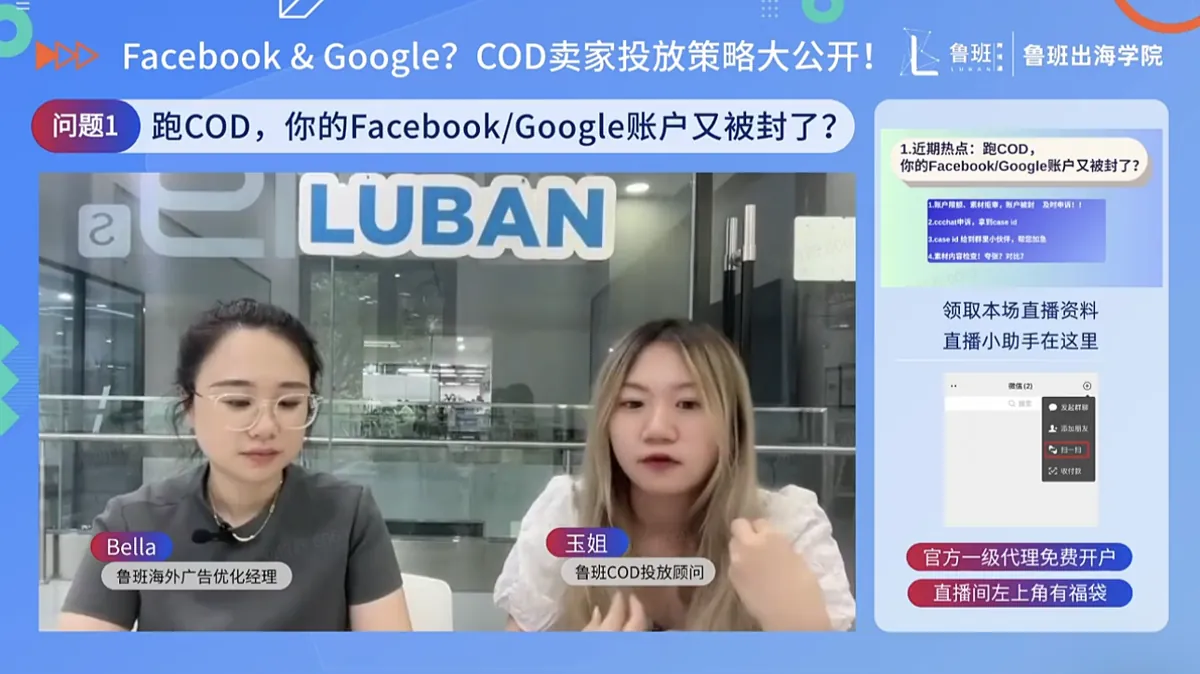 Facebook & Google？COD卖家投放策略大公开！
鲁班
LUBAN
鲁班出海学院
问题1
跑COD，你的Facebook/Google账户又被封了？
LUBAN
S
Bella
鲁班海外广告优化经理
玉姐
鲁班COD投放顾问
1.近期热点：跑COD，
你的Facebook/Google账户又被封了？
1.账户限额、素材拒审，账户被封 及时申诉！！
2.ccchat申诉，拿到case id
3.case id 给到群里小伙伴，帮您加急
4.素材内容检查！夸张？对比？
领取本场直播资料
直播小助手在这里
微信(2)
搜索
发起群聊
添加朋友
扫一扫
收付款
官方一级代理免费开户
直播间左上角有福袋